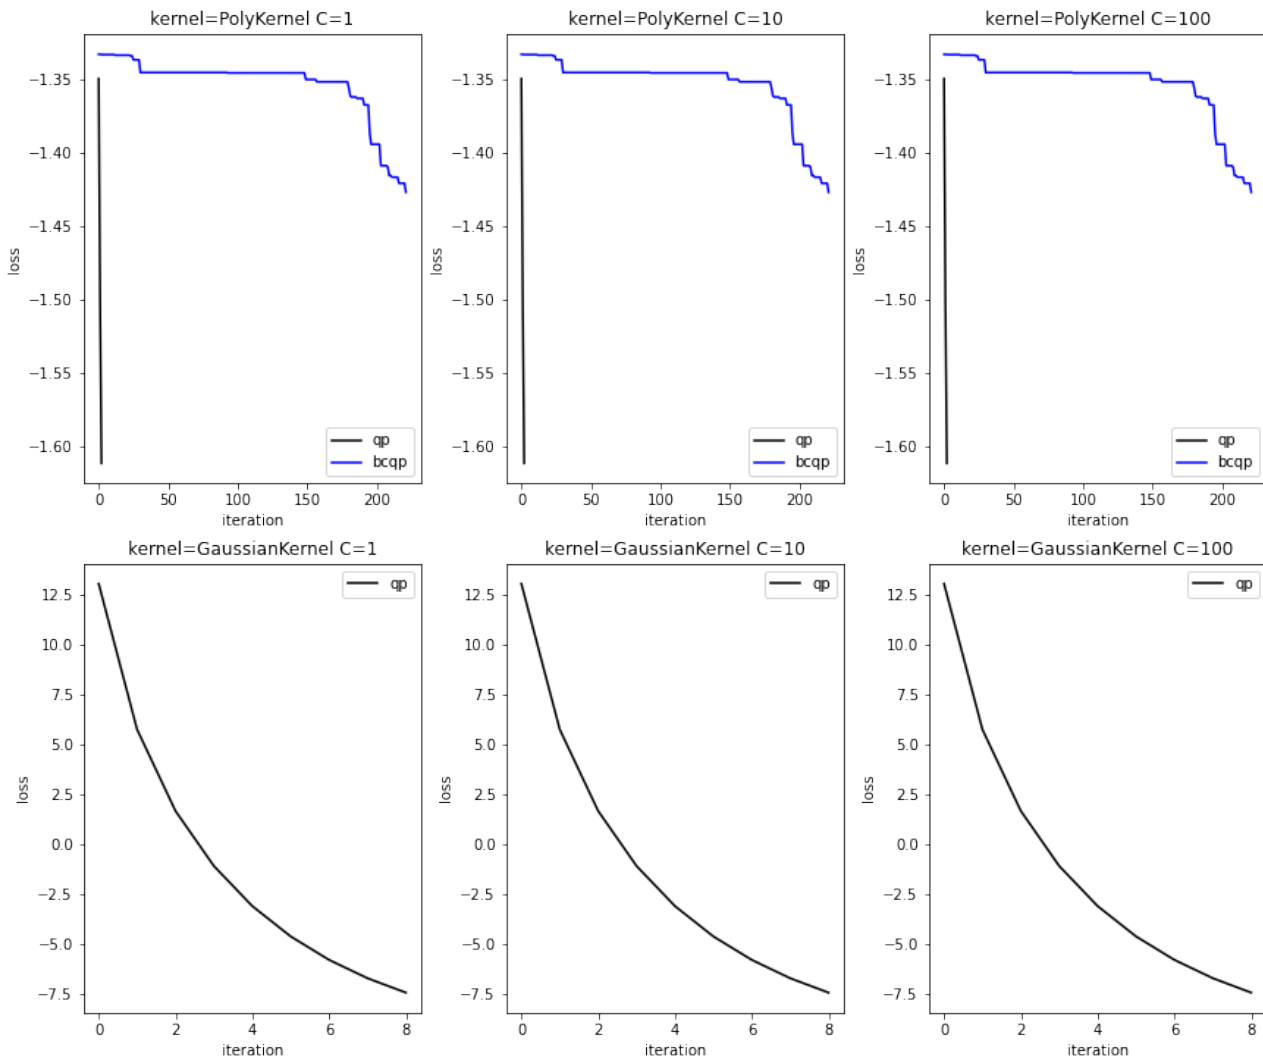 kernel=PolyKernel C=1
−1.35
−1.40
−1.45
−1.50
−1.55
−1.60
loss
qp
bcqp
0 50 100 150 200
iteration
kernel=PolyKernel C=10
−1.35
−1.40
−1.45
−1.50
−1.55
−1.60
loss
qp
bcqp
0 50 100 150 200
iteration
kernel=PolyKernel C=100
−1.35
−1.40
−1.45
−1.50
−1.55
−1.60
loss
qp
bcqp
0 50 100 150 200
iteration
kernel=GaussianKernel C=1
qp
12.5
10.0
7.5
5.0
2.5
0.0
−2.5
−5.0
−7.5
loss
0 2 4 6 8
iteration
kernel=GaussianKernel C=10
qp
12.5
10.0
7.5
5.0
2.5
0.0
−2.5
−5.0
−7.5
loss
0 2 4 6 8
iteration
kernel=GaussianKernel C=100
qp
12.5
10.0
7.5
5.0
2.5
0.0
−2.5
−5.0
−7.5
loss
0 2 4 6 8
iteration